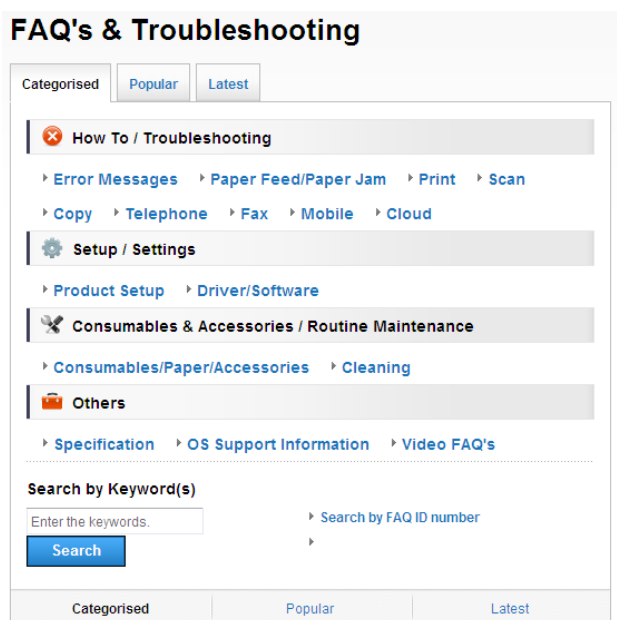 FAQ's & Troubleshooting
Categorised Popular Latest
How To / Troubleshooting
Error Messages Paper Feed/Paper Jam Print Scan
Copy Telephone Fax Mobile Cloud
Setup / Settings
Product Setup Driver/Software
Consumables & Accessories / Routine Maintenance
Consumables/Paper/Accessories Cleaning
Others
Specification OS Support Information Video FAQ's
Search by Keyword(s)
Enter the keywords. Search by FAQ ID number
Search
Categorised Popular Latest